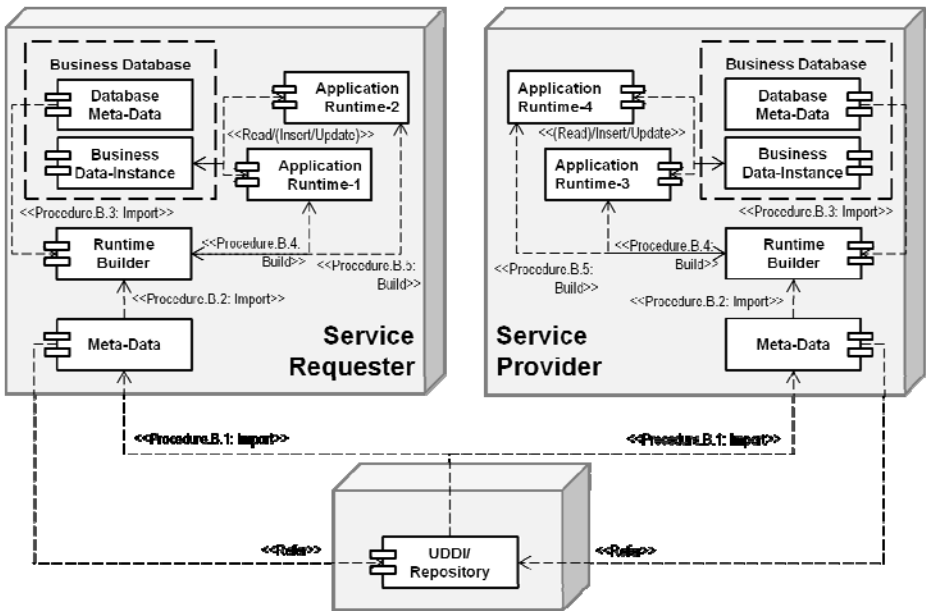 Business Database
Database
Meta-Data
Business
Data-Instance
Application
Runtime-2
<<Read/(Insert/Update)>>
Application
Runtime-1
<<Procedure.B.3: Import>>
Runtime
Builder
<<Procedure.B.4:
Build>>
<<Procedure.B.5:
Build>>
<<Procedure.B.2: Import>>
Meta-Data
Service
Requester
Business Database
Application
Runtime-4
Database
Meta-Data
<<(Read)/Insert/Update>>
Application
Runtime-3
Business
Data-Instance
<<Procedure.B.3: Import>>
<<Procedure.B.4:
Build>>
Runtime
Builder
<<Procedure.B.5:
Build>>
<<Procedure.B.2: Import>>
Service
Provider
Meta-Data
<<Procedure.B.1: Import>>
<<Procedure.B.1: Import>>
<<Refer>>
UDDI/
Repository
<<Refer>>